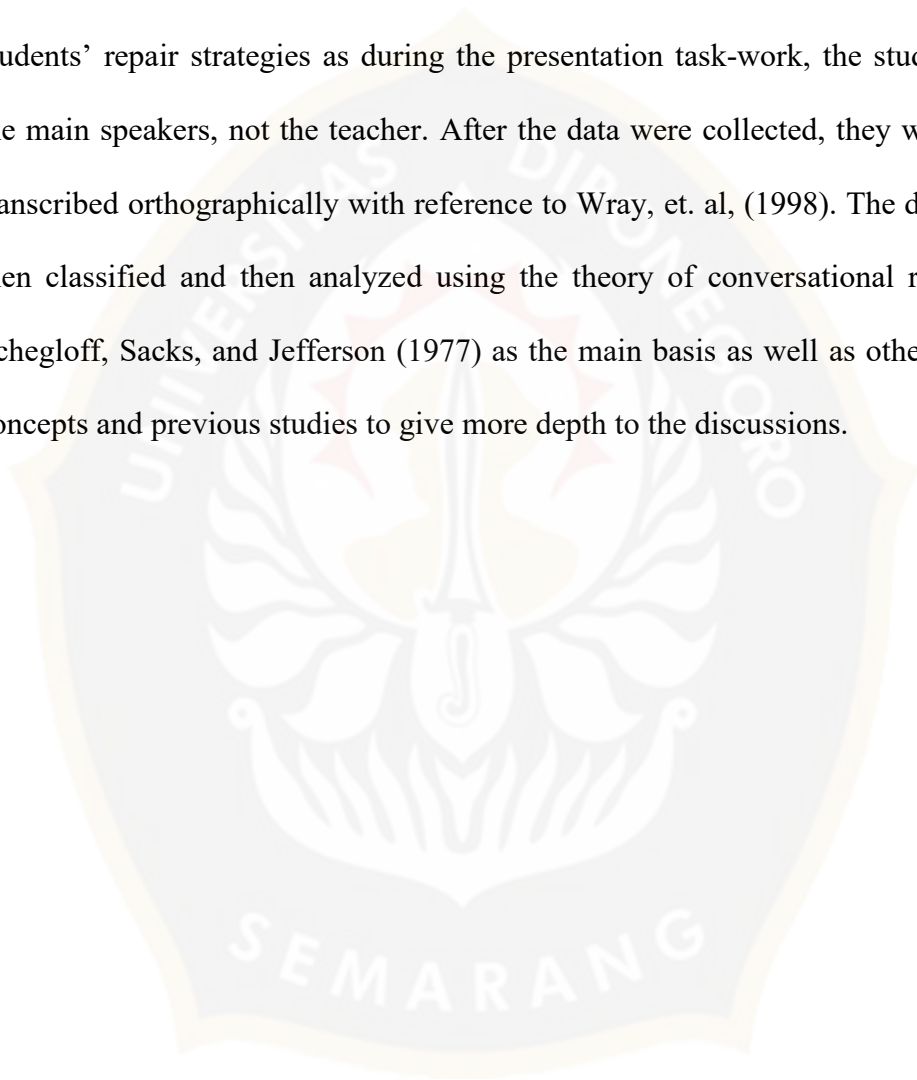 udents’ repair strategies as during the presentation task-work, the stud
e main speakers, not the teacher. After the data were collected, they w
anscribed orthographically with reference to Wray, et. al, (1998). The d
en classified and then analyzed using the theory of conversational r
chegloff, Sacks, and Jefferson (1977) as the main basis as well as othe
oncepts and previous studies to give more depth to the discussions.
UNIVERSITAS DIPONEGORO
SEMARANG